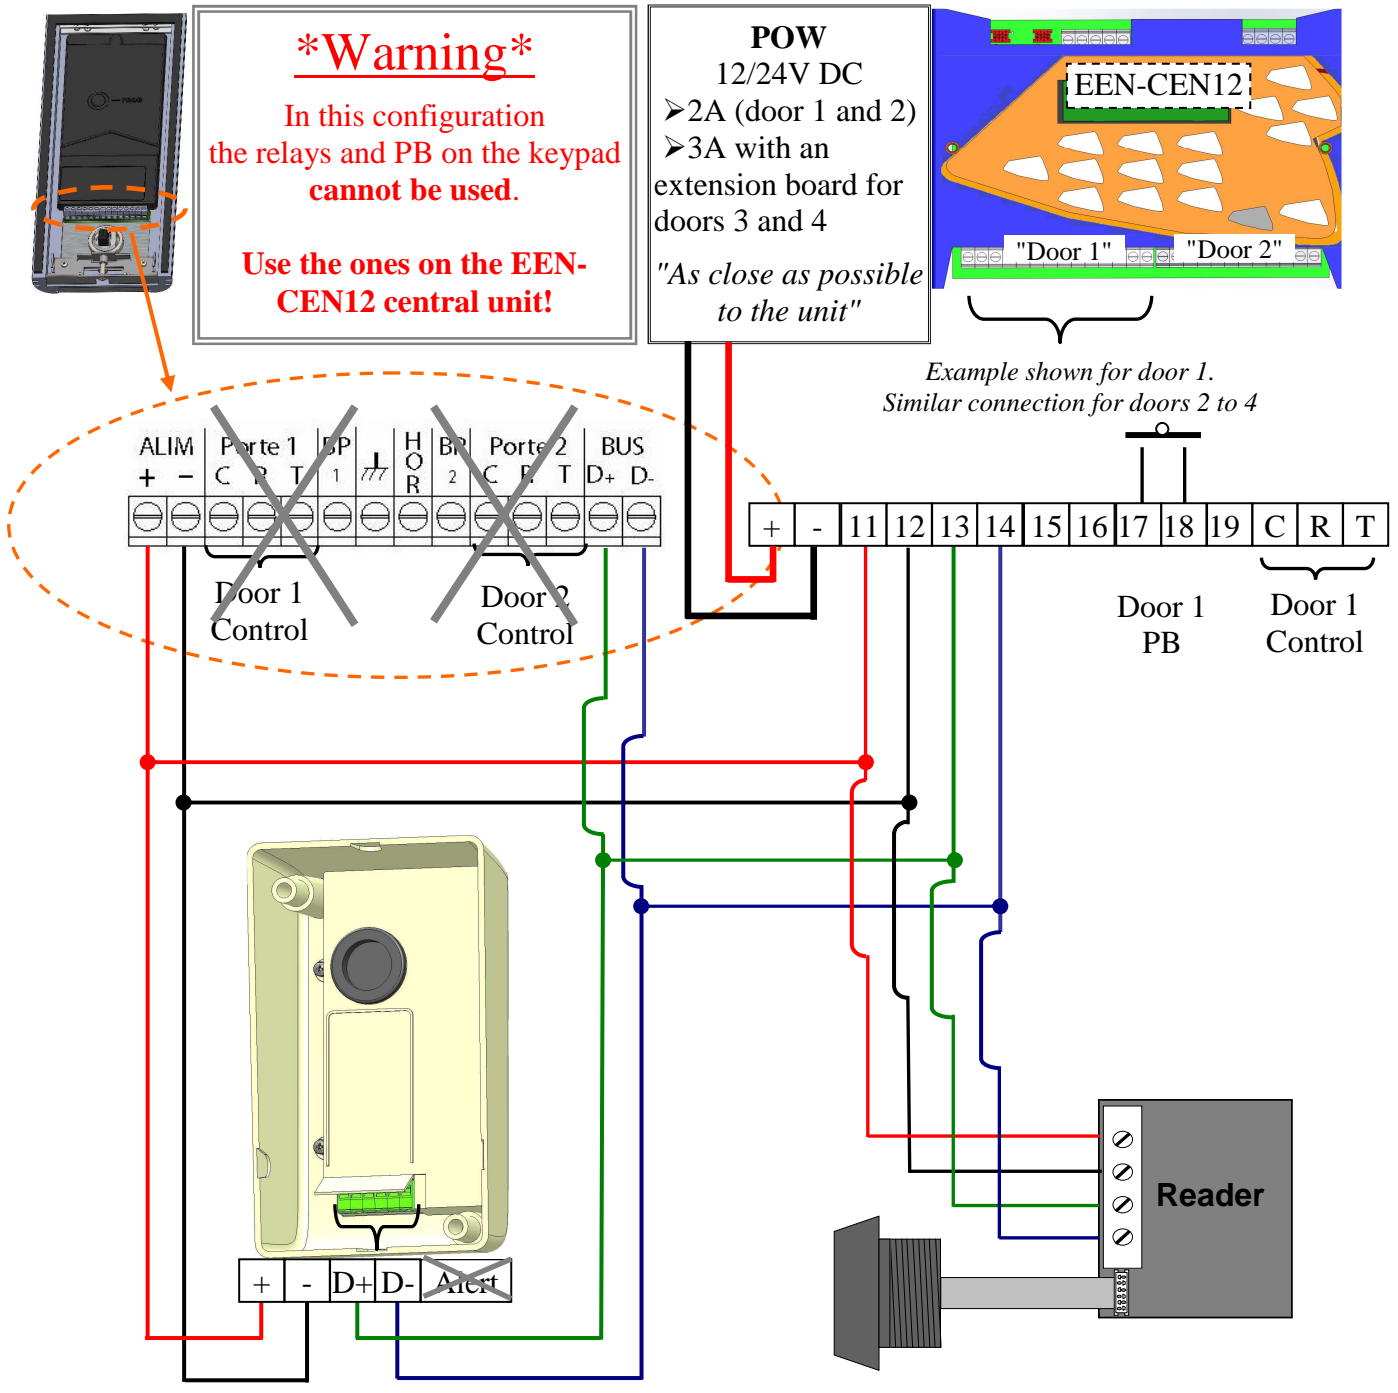 *Warning*
In this configuration
the relays and PB on the keypad
cannot be used.
Use the ones on the EEN-
CEN12 central unit!
POW
12/24V DC
➢2A (door 1 and 2)
➢3A with an
extension board for
doors 3 and 4
"As close as possible
to the unit"
EEN-CEN12
"Door 1" "Door 2"
Example shown for door 1.
Similar connection for doors 2 to 4
ALIM Porte 1 BP 1 HOR BP 2 Porte 2 BUS
+ - C R T C R T D+ D-
+ - 11 12 13 14 15 16 17 18 19 C R T
Door 1
Control
Door 2
Control
Door 1
PB
Door 1
Control
Reader
+ - D+ D- Alert